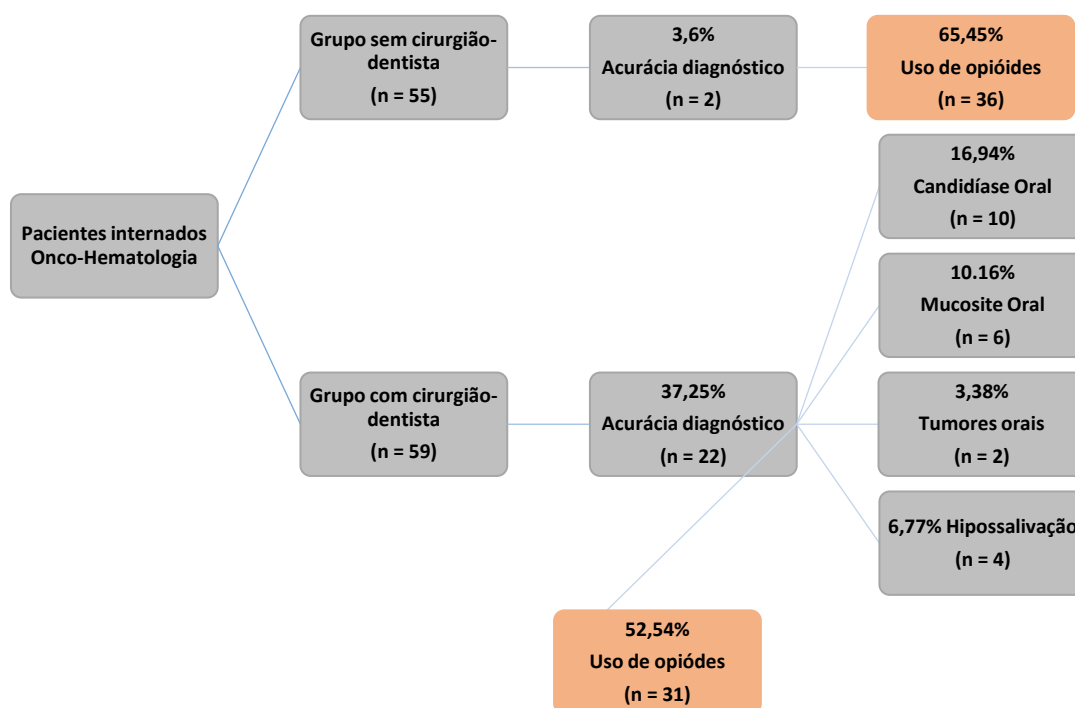 Pacientes internados
Onco-Hematologia
Grupo sem cirurgião-
dentista
(n = 55)
3,6%
Acurácia diagnóstico
(n = 2)
65,45%
Uso de opióides
(n = 36)
Grupo com cirurgião-
dentista
(n = 59)
37,25%
Acurácia diagnóstico
(n = 22)
16,94%
Candidíase Oral
(n = 10)
10.16%
Mucosite Oral
(n = 6)
3,38%
Tumores orais
(n = 2)
6,77% Hipossalivação
(n = 4)
52,54%
Uso de opiódes
(n = 31)